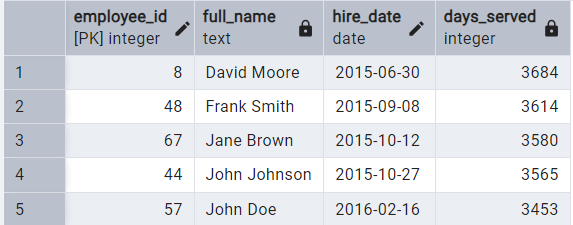 employee_id full_name hire_date days_served
[PK] integer text date integer
1 8 David Moore 2015-06-30 3684
2 48 Frank Smith 2015-09-08 3614
3 67 Jane Brown 2015-10-12 3580
4 44 John Johnson 2015-10-27 3565
5 57 John Doe 2016-02-16 3453